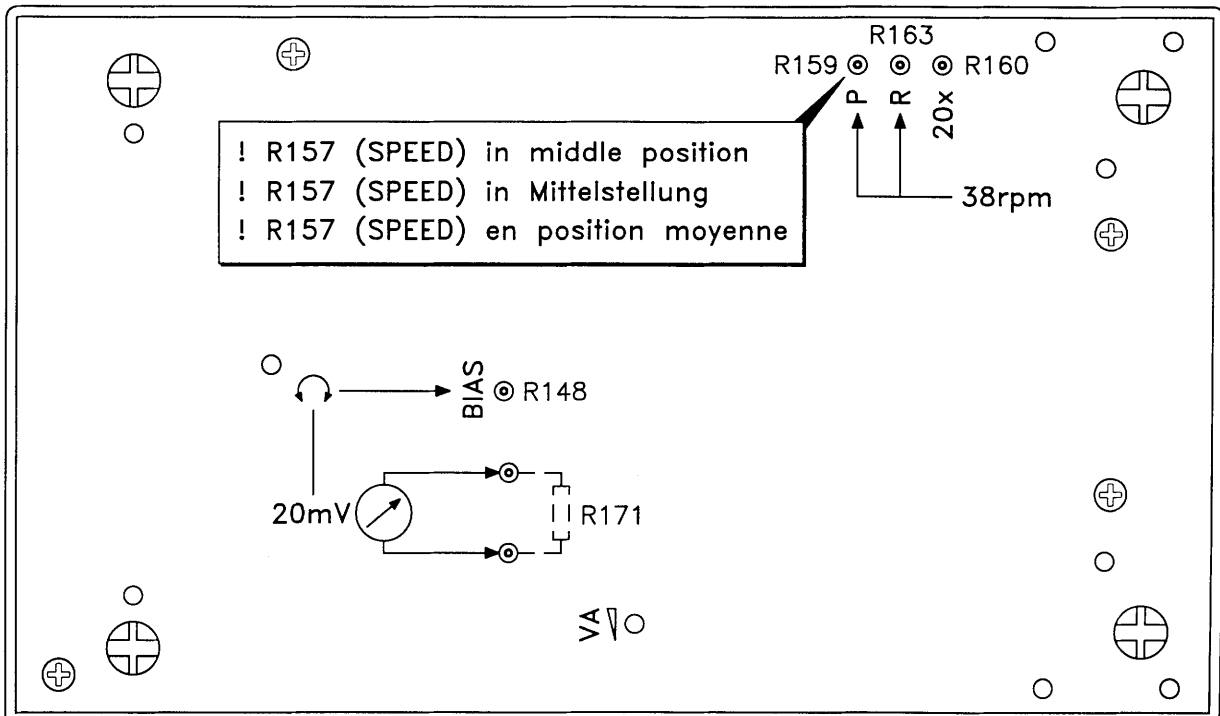 R163
R159
R160
P
R
20x
! R157 (SPEED) in middle position
! R157 (SPEED) in Mittelstellung
! R157 (SPEED) en position moyenne
38rpm
BIAS
R148
20mV
R171
VA